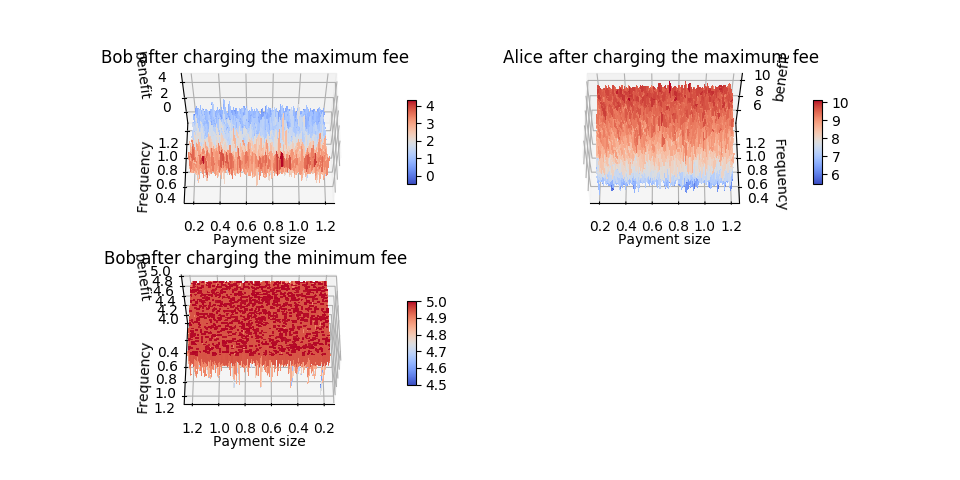 Bob after charging the maximum fee
benefit
4
2
0
Frequency
1.2
1.0
0.8
0.6
0.4
0.2 0.4 0.6 0.8 1.0 1.2
Payment size
4
3
2
1
0
Alice after charging the maximum fee
benefit
10
8
6
Frequency
1.2
1.0
0.8
0.6
0.4
0.2 0.4 0.6 0.8 1.0 1.2
Payment size
10
9
8
7
6
Bob after charging the minimum fee
benefit
5.0
4.8
4.6
4.4
4.2
4.0
Frequency
0.4
0.6
0.8
1.0
1.2
1.2 1.0 0.8 0.6 0.4 0.2
Payment size
5.0
4.9
4.8
4.7
4.6
4.5